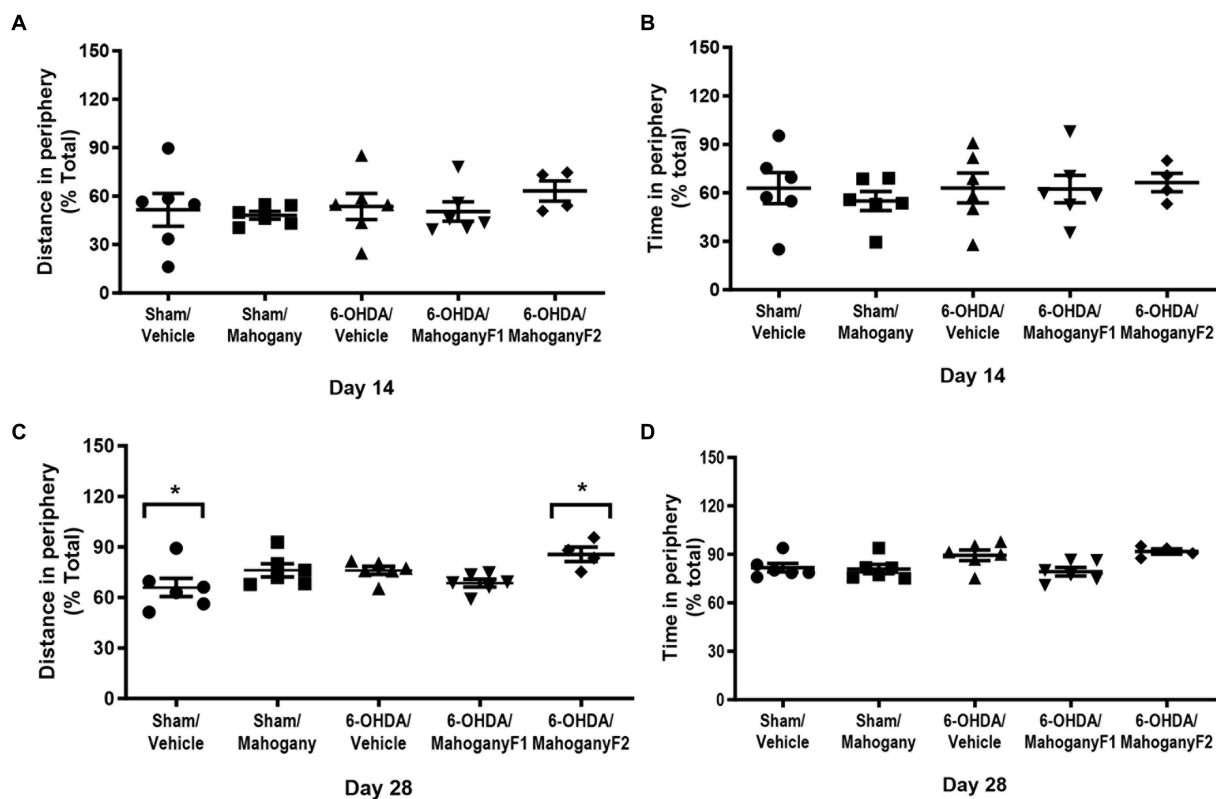 A
Distance in periphery
(% Total)
150
120
90
60
30
0
Sham/
Vehicle
Sham/
Mahogany
6-OHDA/
Vehicle
6-OHDA/
MahoganyF1
6-OHDA/
MahoganyF2
Day 14
B
Time in periphery
(% total)
150
120
90
60
30
0
Sham/
Vehicle
Sham/
Mahogany
6-OHDA/
Vehicle
6-OHDA/
MahoganyF1
6-OHDA/
MahoganyF2
Day 14
C
Distance in periphery
(% Total)
150
120
90
60
30
0
*
*
Sham/
Vehicle
Sham/
Mahogany
6-OHDA/
Vehicle
6-OHDA/
MahoganyF1
6-OHDA/
MahoganyF2
Day 28
D
Time in periphery
(% total)
150
120
90
60
30
0
Sham/
Vehicle
Sham/
Mahogany
6-OHDA/
Vehicle
6-OHDA/
MahoganyF1
6-OHDA/
MahoganyF2
Day 28